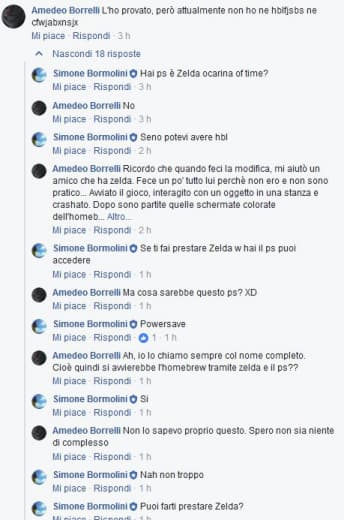 Amedeo Borrelli L'ho provato, però attualmente non ho ne hblfjsbs ne
cfwjabxnsjx
Mi piace · Rispondi · 3 h
Nascondi 18 risposte
Simone Bormolini Hai ps è Zelda ocarina of time?
Mi piace · Rispondi · 3 h
Amedeo Borrelli No
Mi piace · Rispondi · 3 h
Simone Bormolini Seno potevi avere hbl
Mi piace · Rispondi · 2 h
Amedeo Borrelli Ricordo che quando feci la modifica, mi aiutò un
amico che ha zelda. Fece un po' tutto lui perchè non ero e non sono
pratico... Avviato il gioco, interagito con un oggetto in una stanza e
crashato. Dopo sono partite quelle schermate colorate
dell'homeb... Altro...
Mi piace · Rispondi · 2 h
Simone Bormolini Se ti fai prestare Zelda w hai il ps puoi
accedere
Mi piace · Rispondi · 1 h
Amedeo Borrelli Ma cosa sarebbe questo ps? XD
Mi piace · Rispondi · 1 h
Simone Bormolini Powersave
Mi piace · Rispondi · 1 · 1 h
Amedeo Borrelli Ah, io lo chiamo sempre col nome completo.
Cioè quindi si avvierebbe l'homebrew tramite zelda e il ps??
Mi piace · Rispondi · 1 h
Simone Bormolini Si
Mi piace · Rispondi · 1 h
Amedeo Borrelli Non lo sapevo proprio questo. Spero non sia niente
di complesso
Mi piace · Rispondi · 1 h
Simone Bormolini Nah non troppo
Mi piace · Rispondi · 1 h
Simone Bormolini Puoi farti prestare Zelda?
Mi piace · Rispondi · 1 h